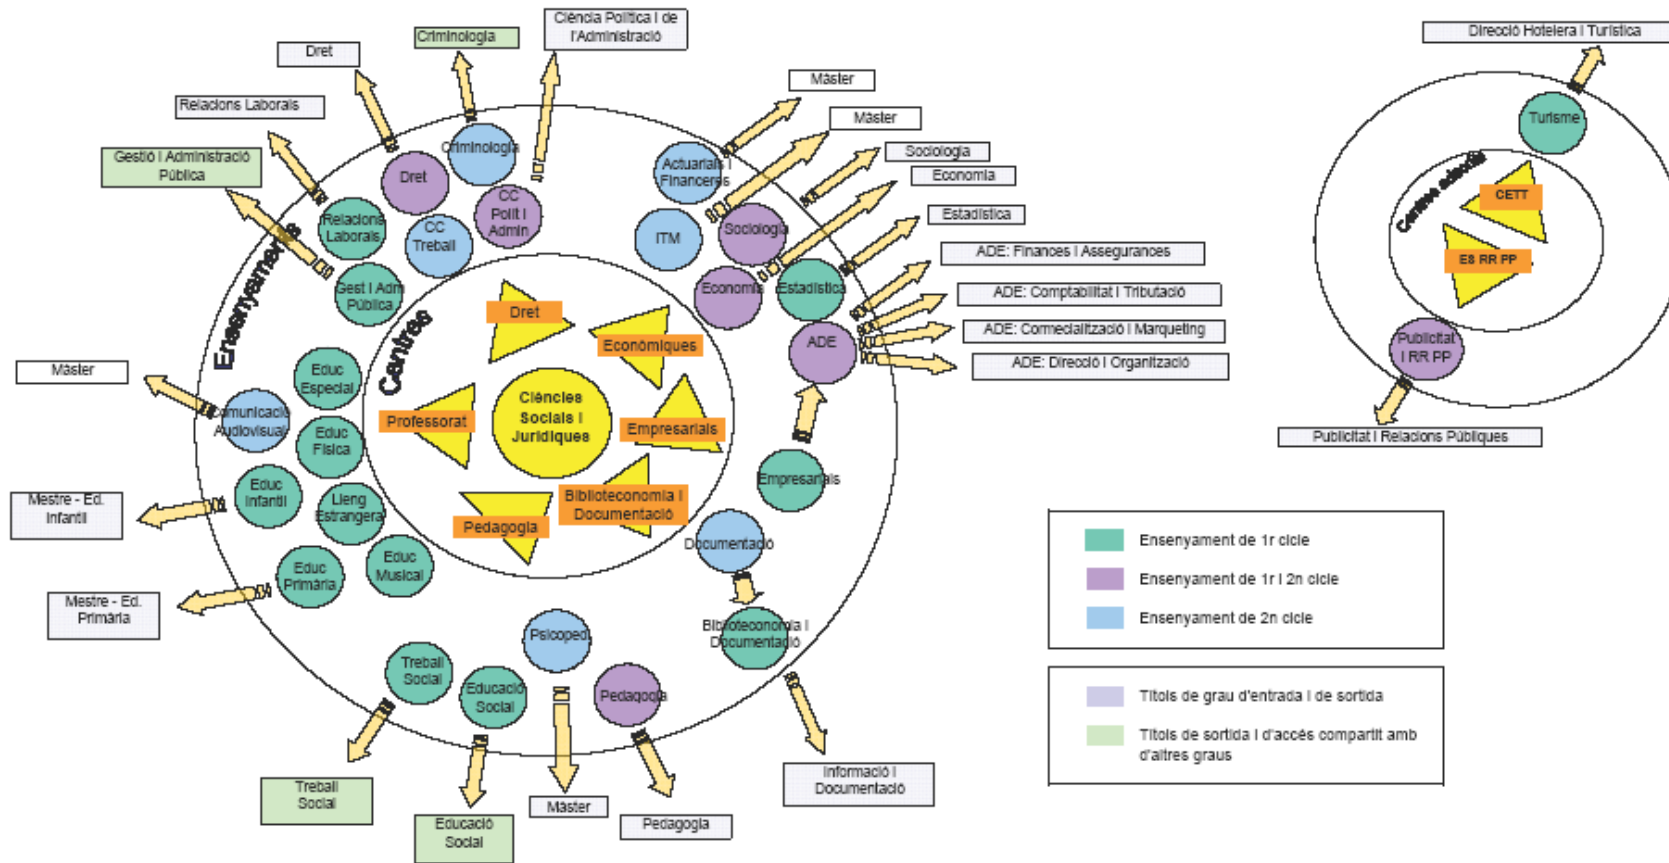 Ciència Política i de
l'Administració
Criminologia
Dret
Relacions Laborals
Gestió i Administració
Pública
Màster
Màster
Sociologia
Economia
Estadística
ADE: Finances i Assegurances
ADE: Comptabilitat i Tributació
ADE: Cormecialització i Marqueting
ADE: Direcció i Organització
Direcció Hotelera i Turística
Turisme
Centres adscrits
CETT
ES RR PP
Publicitat
i RR PP
Publicitat i Relacions Públiques
Ensenyaments
Criminologia
Dret
CC
Polít i
Admin
CC
Treball
Relacions
Laborals
Gest i Adm
Pública
Actuarials i
Financeres
ITM
Sociologia
Economia
Estadística
ADE
Empresarials
Documentació
Biblioteconomia i
Documentació
Centres
Dret
Econòmiques
Professorat
Ciències
Socials i
Jurídiques
Empresarials
Biblioteconomia i
Documentació
Pedagogia
Màster
Educ
Especial
Comunicació
Audiovisual
Educ
Física
Educ
Infantil
Lleng
Estrangera
Educ
Primària
Educ
Musical
Mestre - Ed.
Infantil
Mestre - Ed.
Primària
Psicoped
Treball
Social
Educació
Social
Pedagogia
Treball
Social
Educació
Social
Màster
Pedagogia
Informació i
Documentació
Ensenyament de 1r cicle
Ensenyament de 1r i 2n cicle
Ensenyament de 2n cicle
Títols de grau d'entrada i de sortida
Títols de sortida i d'accés compartit amb
d'altres graus